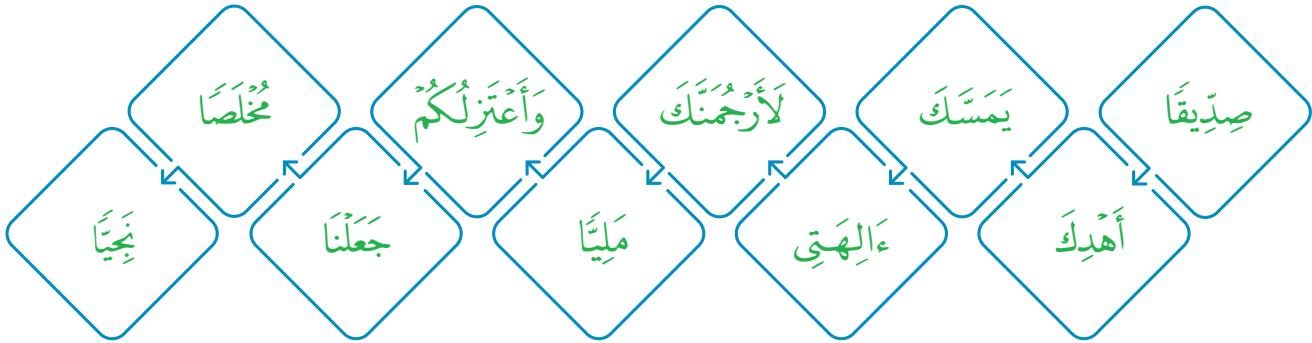 صِدِّيقًا
أَهْدِكَ
يَمَسَّكَ
ءَالِهَتِى
لَأَرْجُمَنَّكَ
مَلِيًّا
وَأَعْتَزِلُكُمْ
جَعَلْنَا
مُخْلَصًا
نَجِيًّا